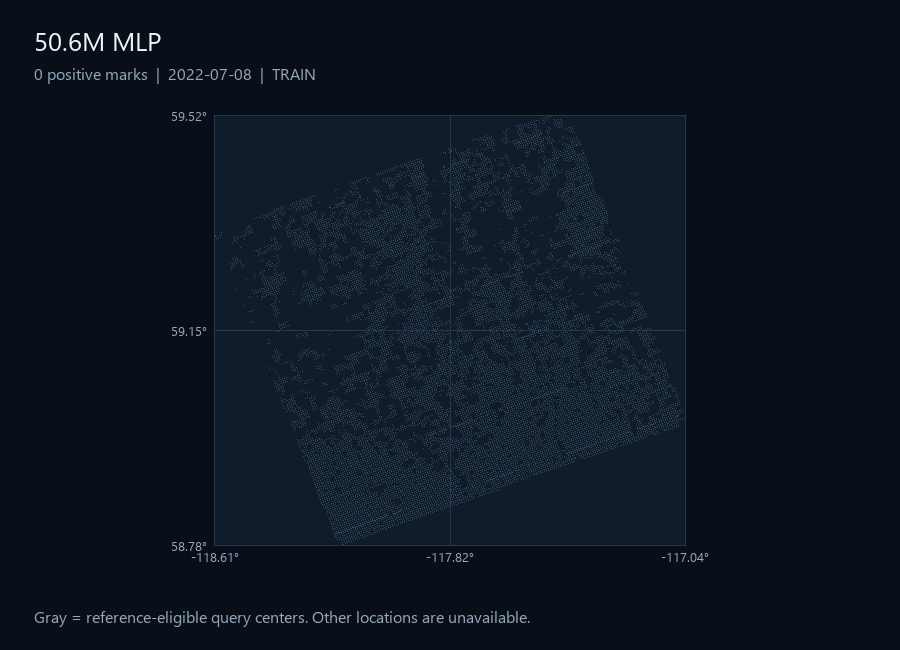 50.6M MLP
0 positive marks | 2022-07-08 | TRAIN
59.52°
59.15°
58.78°
-118.61° -117.82° -117.04°
Gray = reference-eligible query centers. Other locations are unavailable.